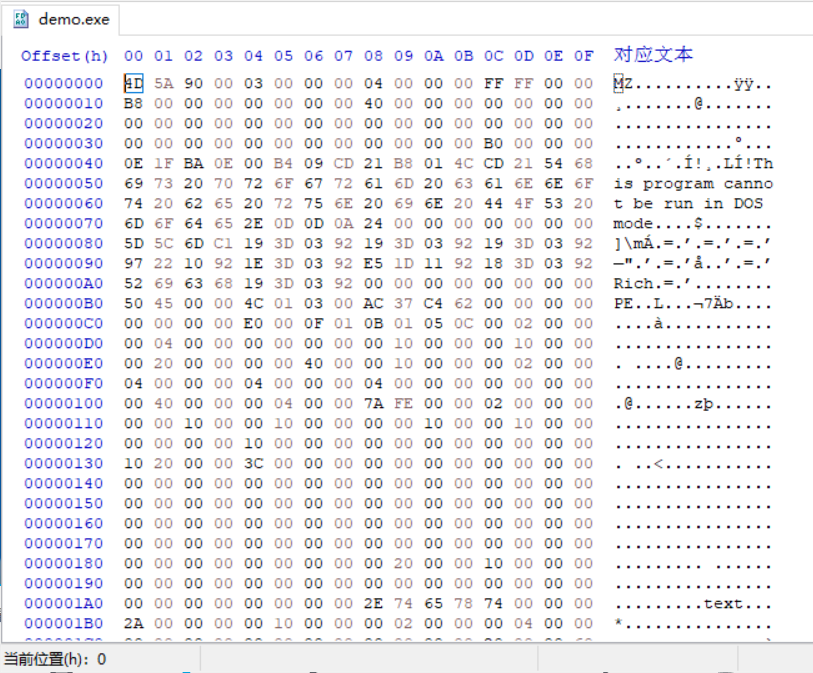 demo.exe
Offset(h) 00 01 02 03 04 05 06 07 08 09 0A 0B 0C 0D 0E 0F 对应文本
00000000 4D 5A 90 00 03 00 00 00 04 00 00 00 FF FF 00 00 MZ..........ÿÿ..
00000010 B8 00 00 00 00 00 00 00 40 00 00 00 00 00 00 00 ¸.......@.......
00000020 00 00 00 00 00 00 00 00 00 00 00 00 00 00 00 00 ................
00000030 00 00 00 00 00 00 00 00 00 00 00 00 B0 00 00 00 ............°...
00000040 0E 1F BA 0E 00 B4 09 CD 21 B8 01 4C CD 21 54 68 ..º..´.Í!¸.LÍ!Th
00000050 69 73 20 70 72 6F 67 72 61 6D 20 63 61 6E 6E 6F is program canno
00000060 74 20 62 65 20 72 75 6E 20 69 6E 20 44 4F 53 20 t be run in DOS
00000070 6D 6F 64 65 2E 0D 0D 0A 24 00 00 00 00 00 00 00 mode....$.......
00000080 5D 5C 6D C1 19 3D 03 92 19 3D 03 92 19 3D 03 92 ]\mÁ.=.’.=.’.=.’
00000090 97 22 10 92 1E 3D 03 92 E5 1D 11 92 18 3D 03 92 —".’.=.’å..’.=.’
000000A0 52 69 63 68 19 3D 03 92 00 00 00 00 00 00 00 00 Rich.=.’........
000000B0 50 45 00 00 4C 01 03 00 AC 37 C4 62 00 00 00 00 PE..L...¬7Äb....
000000C0 00 00 00 00 E0 00 0F 01 0B 01 05 0C 00 02 00 00 ....à...........
000000D0 00 04 00 00 00 00 00 00 00 10 00 00 00 10 00 00 ................
000000E0 00 20 00 00 00 00 40 00 00 10 00 00 00 02 00 00 . ....@.........
000000F0 04 00 00 00 04 00 00 00 04 00 00 00 00 00 00 00 ................
00000100 00 40 00 00 00 04 00 00 7A FE 00 00 02 00 00 00 .@......zþ......
00000110 00 00 10 00 00 10 00 00 00 00 10 00 00 10 00 00 ................
00000120 00 00 00 00 10 00 00 00 00 00 00 00 00 00 00 00 ................
00000130 10 20 00 00 3C 00 00 00 00 00 00 00 00 00 00 00 . ..<...........
00000140 00 00 00 00 00 00 00 00 00 00 00 00 00 00 00 00 ................
00000150 00 00 00 00 00 00 00 00 00 00 00 00 00 00 00 00 ................
00000160 00 00 00 00 00 00 00 00 00 00 00 00 00 00 00 00 ................
00000170 00 00 00 00 00 00 00 00 00 00 00 00 00 00 00 00 ................
00000180 00 00 00 00 00 00 00 00 00 20 00 00 10 00 00 00 ......... ......
00000190 00 00 00 00 00 00 00 00 00 00 00 00 00 00 00 00 ................
000001A0 00 00 00 00 00 00 00 00 2E 74 65 78 74 00 00 00 .........text...
000001B0 2A 00 00 00 00 10 00 00 00 02 00 00 00 04 00 00 *...............
当前位置(h): 0